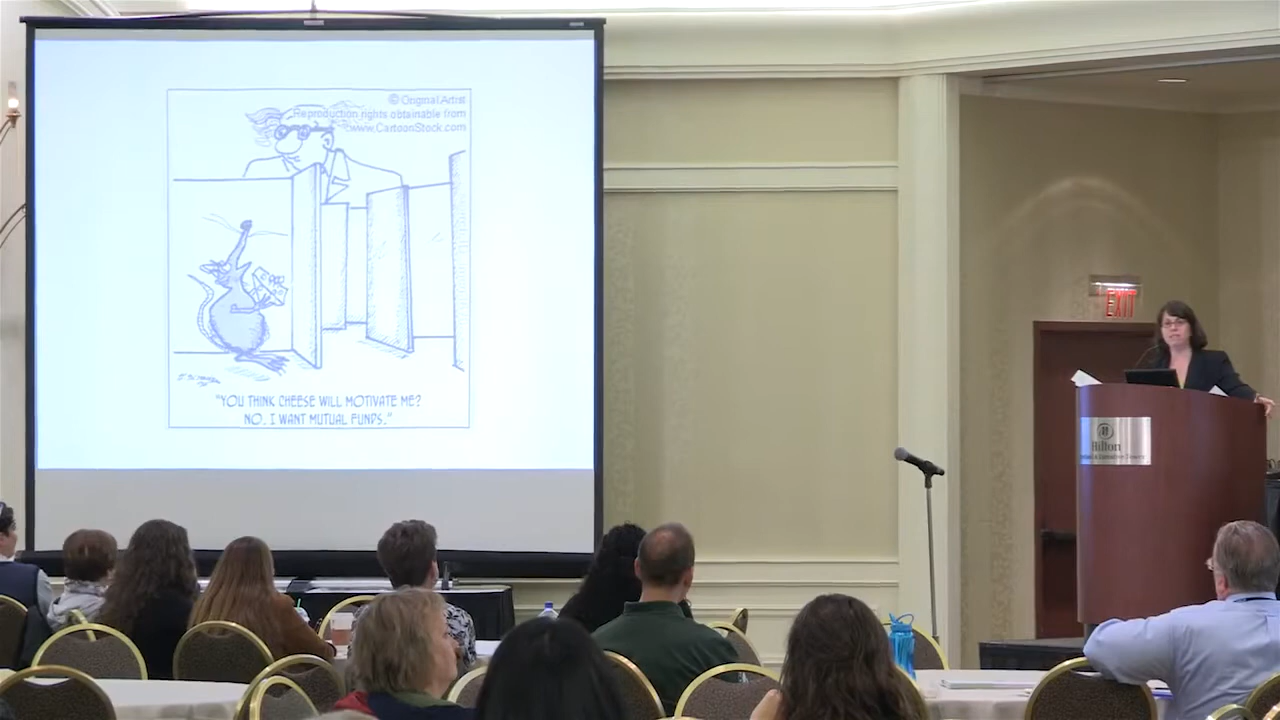 © Original Artist
Reproduction rights obtainable from
www.CartoonStock.com
"YOU THINK CHEESE WILL MOTIVATE ME?
NO. I WANT MUTUAL FUNDS."
EXIT
Hilton